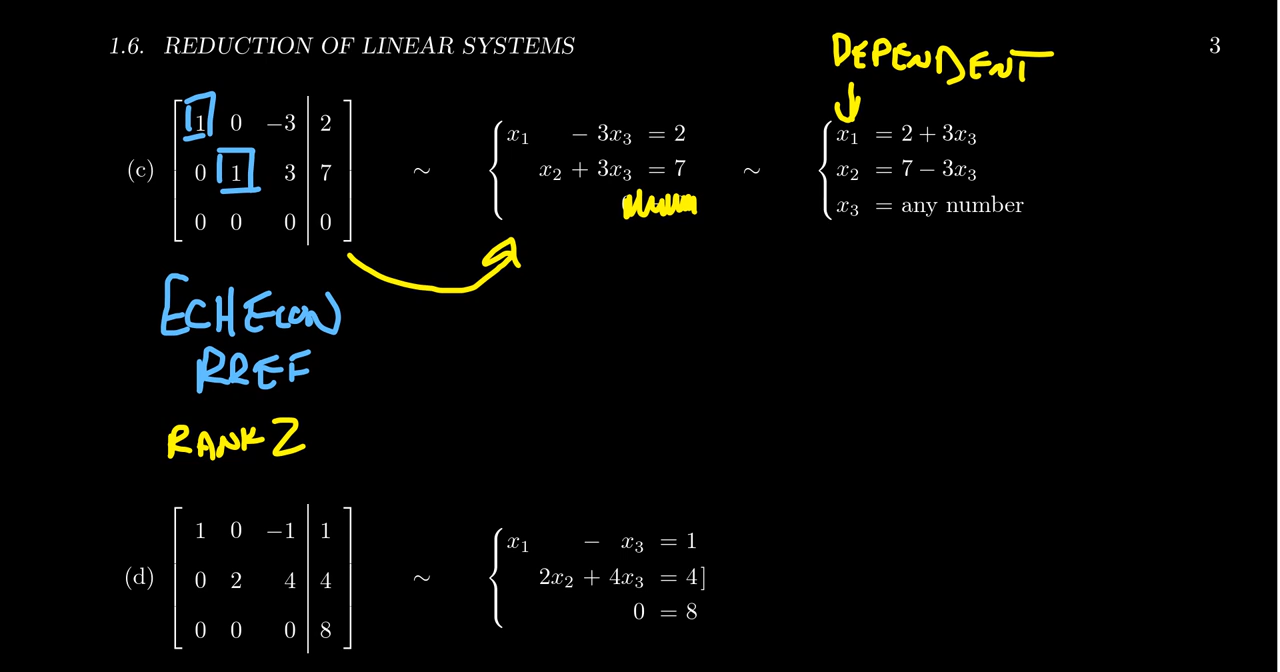 1.6. REDUCTION OF LINEAR SYSTEMS 3
DEPENDENT
(c) [ 1 0 −3 | 2 ] ~ { x₁ − 3x₃ = 2 ~ { x₁ = 2 + 3x₃
[ 0 1 3 | 7 ] x₂ + 3x₃ = 7 x₂ = 7 − 3x₃
[ 0 0 0 | 0 ] x₃ = any number
ECHELON
RREF
RANK 2
(d) [ 1 0 −1 | 1 ] ~ { x₁ − x₃ = 1
[ 0 2 4 | 4 ] 2x₂ + 4x₃ = 4]
[ 0 0 0 | 8 ] 0 = 8